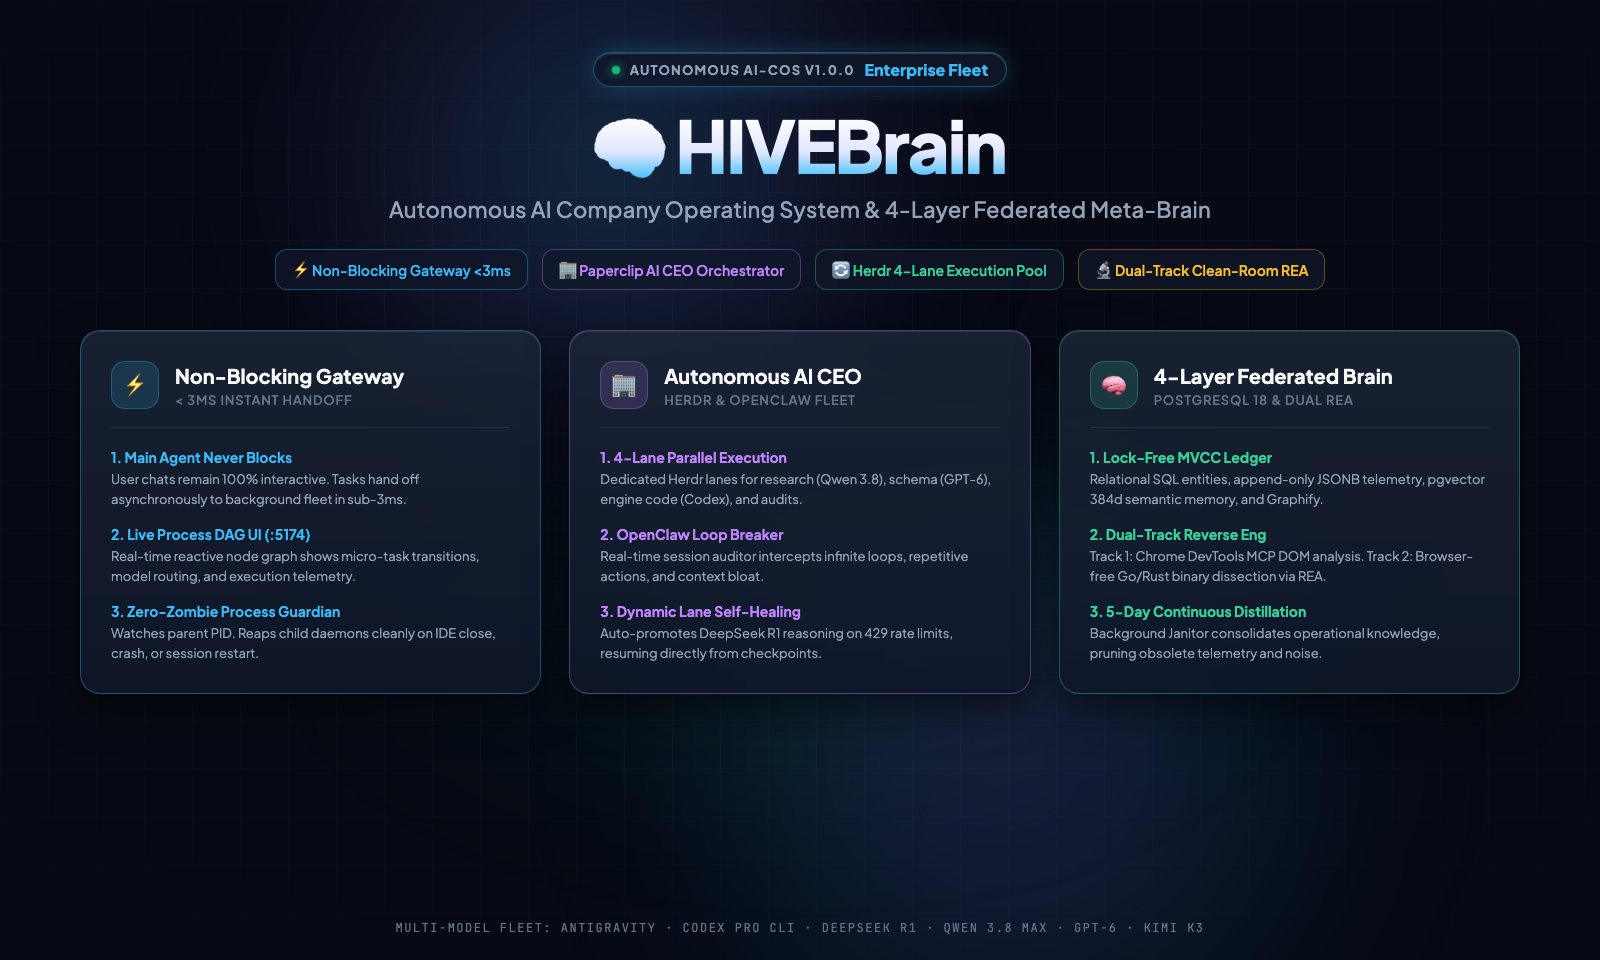 AUTONOMOUS AI-COS V1.0.0 Enterprise Fleet
HIVEBrain
Autonomous AI Company Operating System & 4-Layer Federated Meta-Brain
Non-Blocking Gateway <3ms
Paperclip AI CEO Orchestrator
Herdr 4-Lane Execution Pool
Dual-Track Clean-Room REA
Non-Blocking Gateway
< 3MS INSTANT HANDOFF
1. Main Agent Never Blocks
User chats remain 100% interactive. Tasks hand off
asynchronously to background fleet in sub-3ms.
2. Live Process DAG UI (:5174)
Real-time reactive node graph shows micro-task transitions,
model routing, and execution telemetry.
3. Zero-Zombie Process Guardian
Watches parent PID. Reaps child daemons cleanly on IDE close,
crash, or session restart.
Autonomous AI CEO
HERDR & OPENCLAW FLEET
1. 4-Lane Parallel Execution
Dedicated Herdr lanes for research (Qwen 3.8), schema (GPT-6),
engine code (Codex), and audits.
2. OpenClaw Loop Breaker
Real-time session auditor intercepts infinite loops, repetitive
actions, and context bloat.
3. Dynamic Lane Self-Healing
Auto-promotes DeepSeek R1 reasoning on 429 rate limits,
resuming directly from checkpoints.
4-Layer Federated Brain
POSTGRESQL 18 & DUAL REA
1. Lock-Free MVCC Ledger
Relational SQL entities, append-only JSONB telemetry, pgvector
384d semantic memory, and Graphify.
2. Dual-Track Reverse Eng
Track 1: Chrome DevTools MCP DOM analysis. Track 2: Browser-
free Go/Rust binary dissection via REA.
3. 5-Day Continuous Distillation
Background Janitor consolidates operational knowledge,
pruning obsolete telemetry and noise.
MULTI-MODEL FLEET: ANTIGRAVITY · CODEX PRO CLI · DEEPSEEK R1 · QWEN 3.8 MAX · GPT-6 · KIMI K3